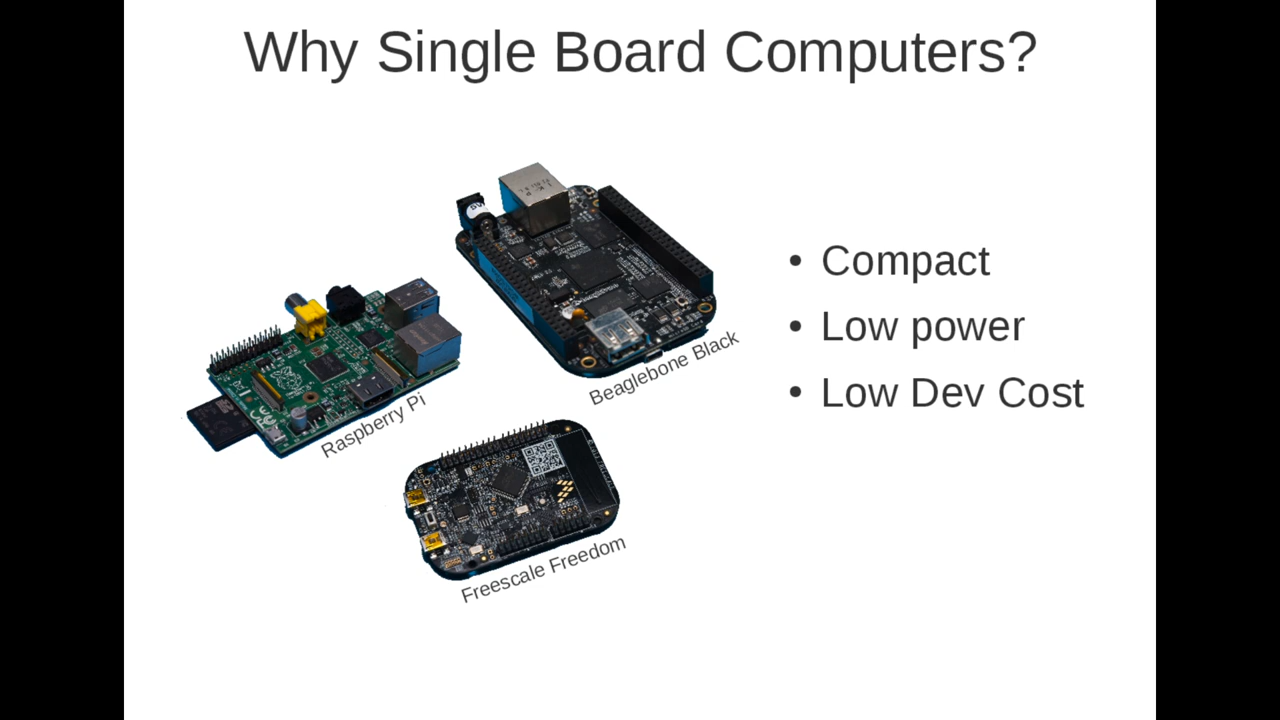 Why Single Board Computers?
Raspberry Pi
Beaglebone Black
Freescale Freedom
• Compact
• Low power
• Low Dev Cost